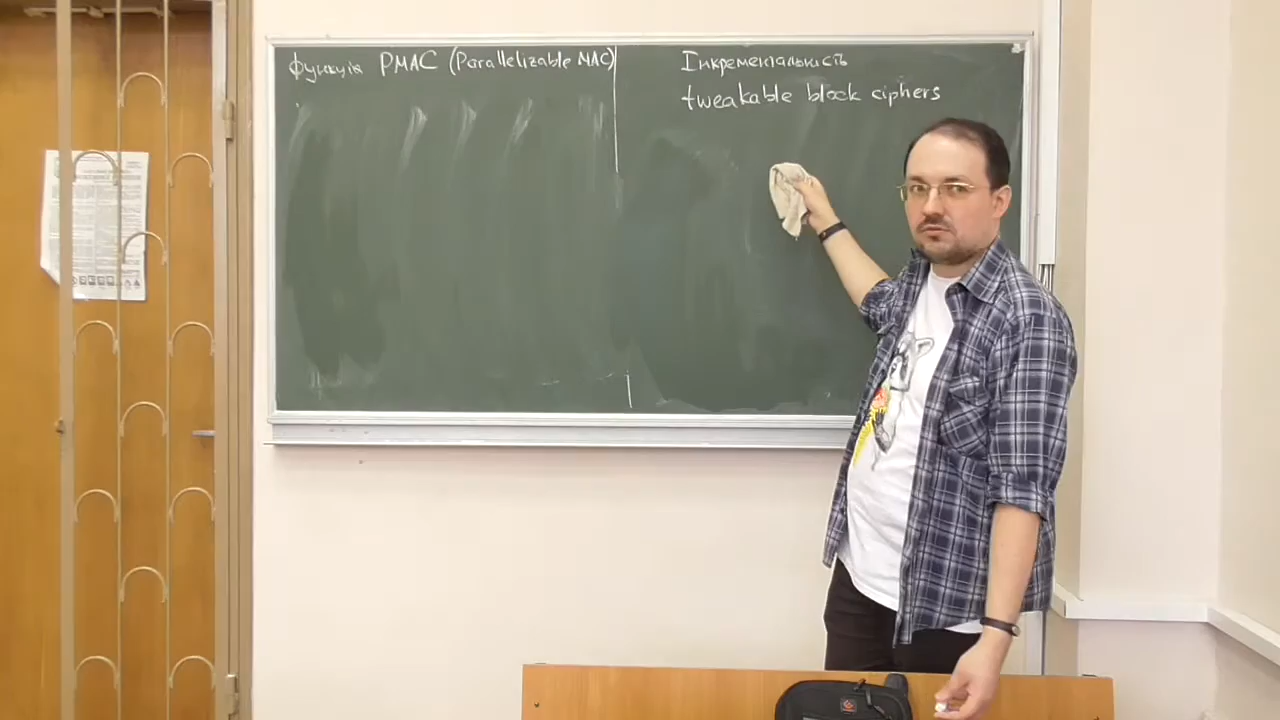 функція PMAC (Parallelizable MAC)
Інкрементальність
tweakable block ciphers